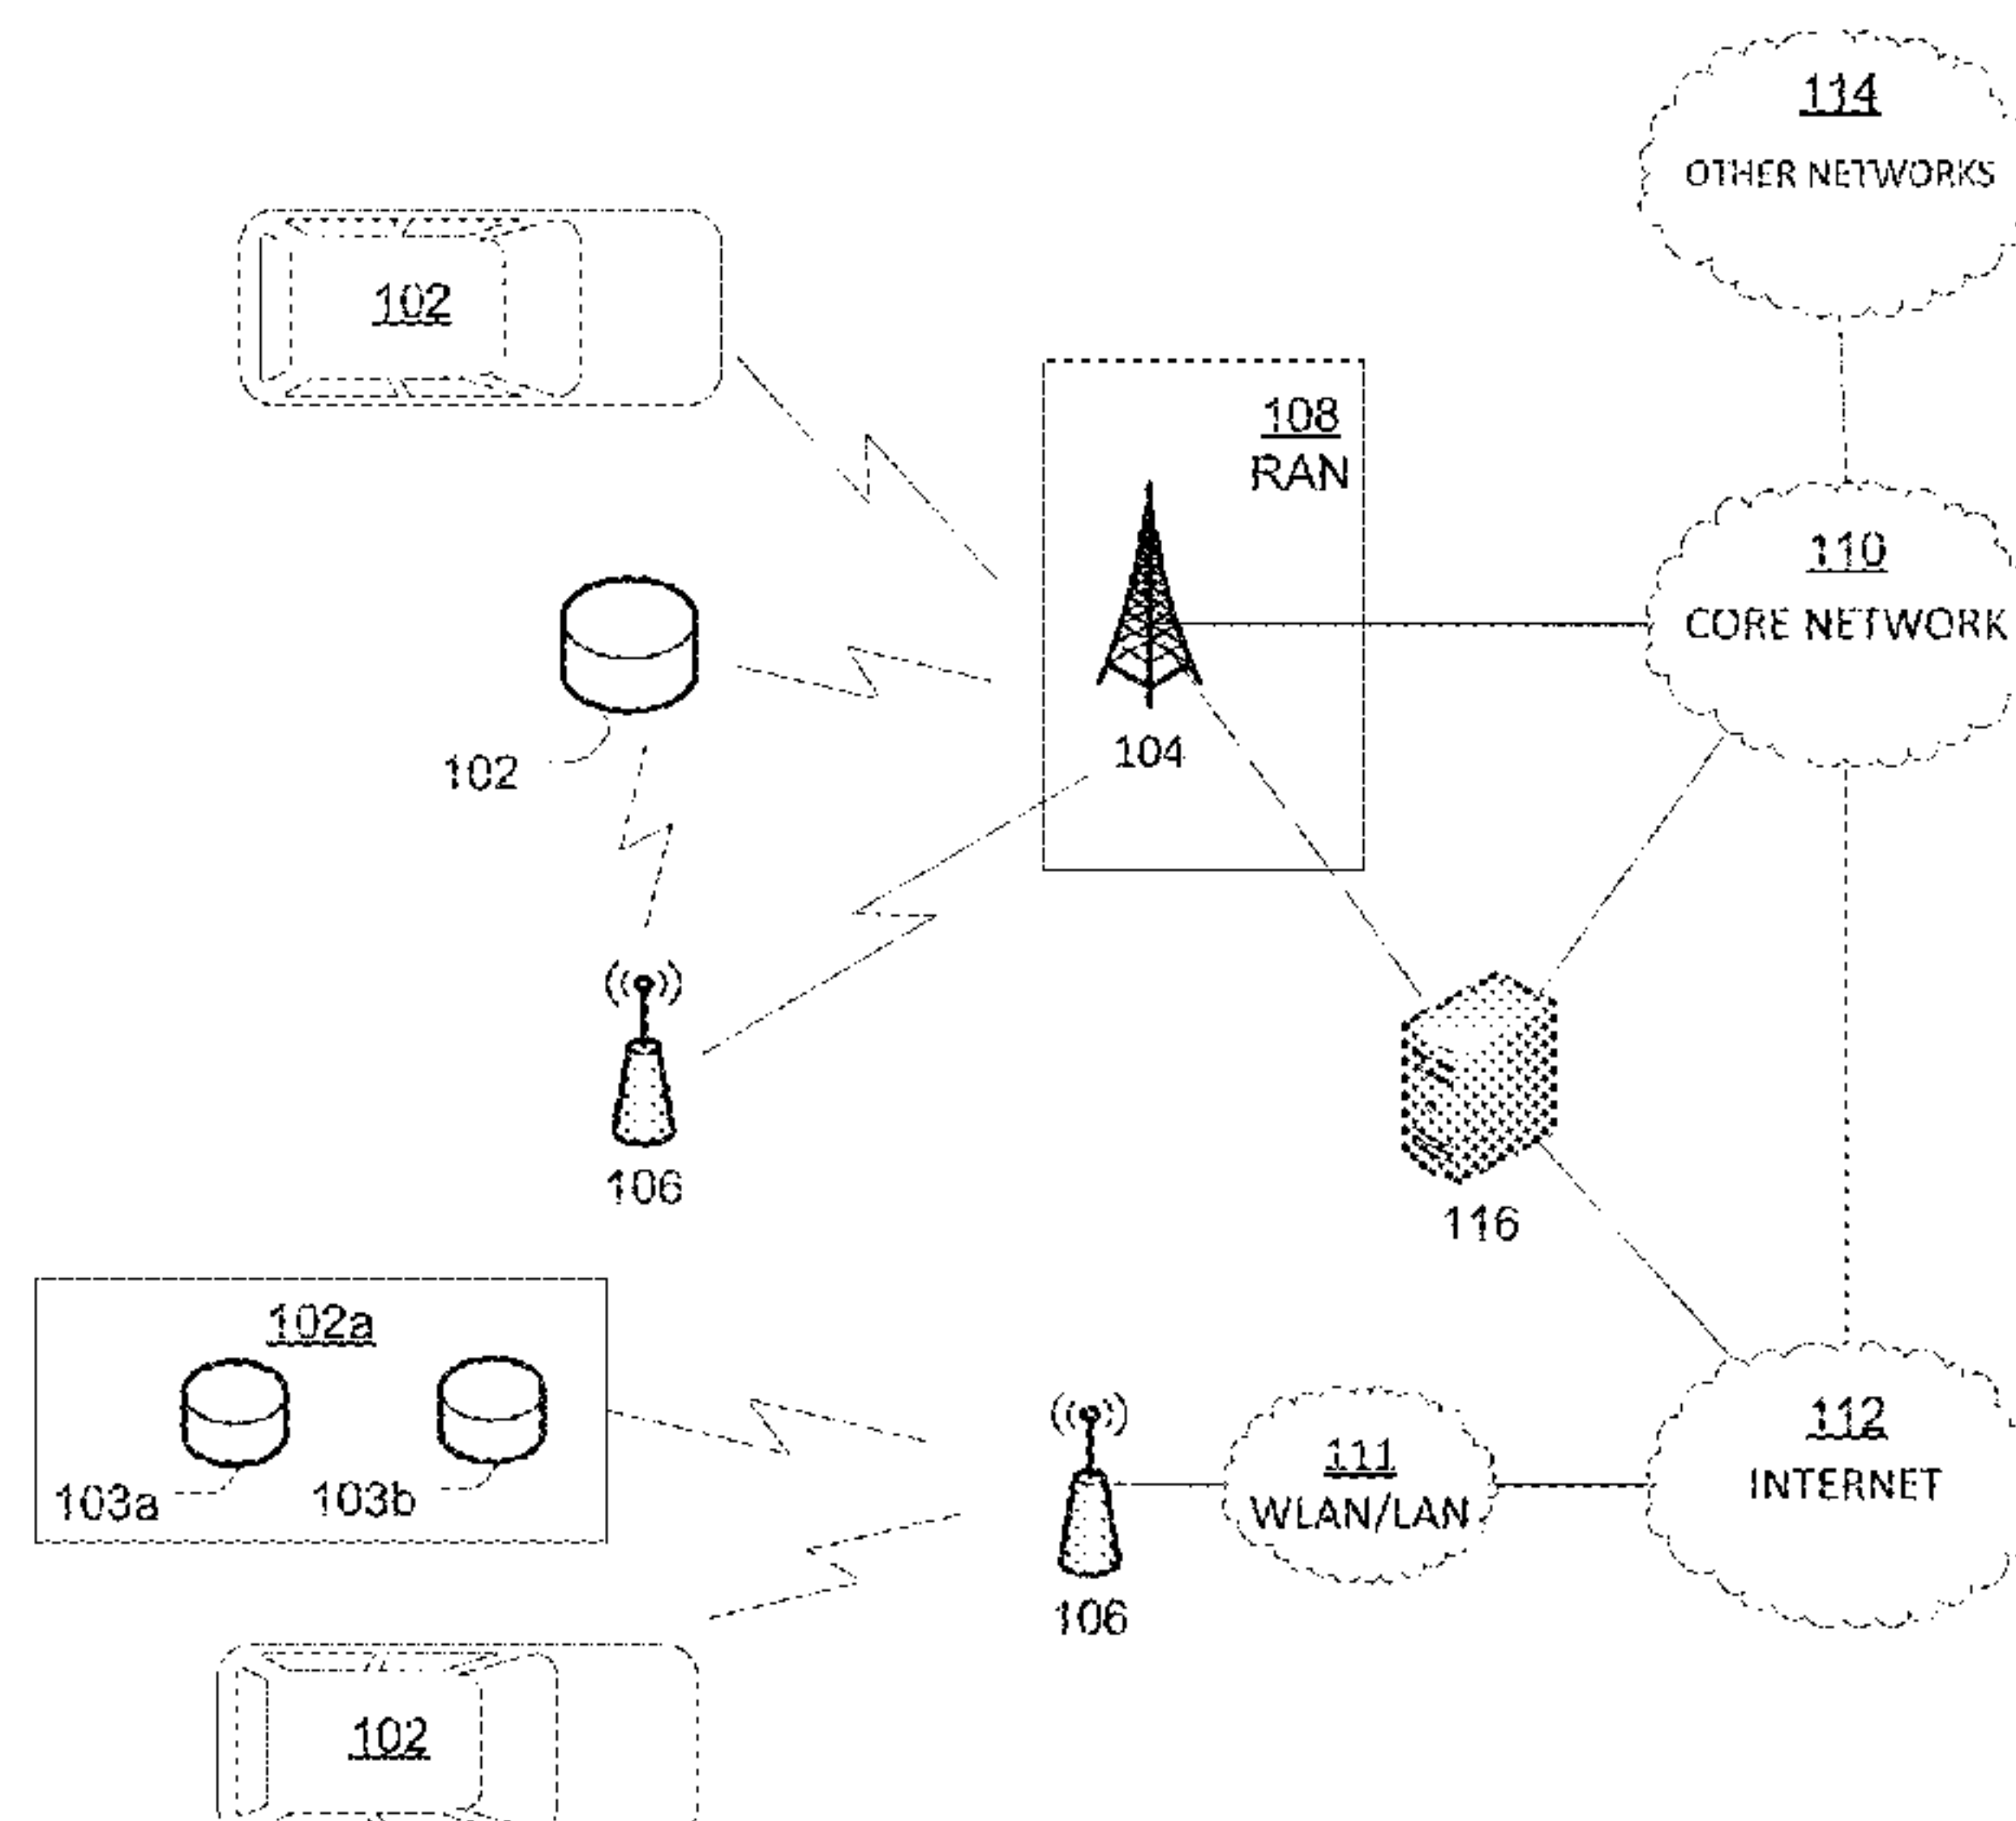 114
OTHER NETWORKS
102
108
RAN
110
CORE NETWORK
104
102
106
116
102a
103a
103b
111
WLAN/LAN
112
INTERNET
106
102